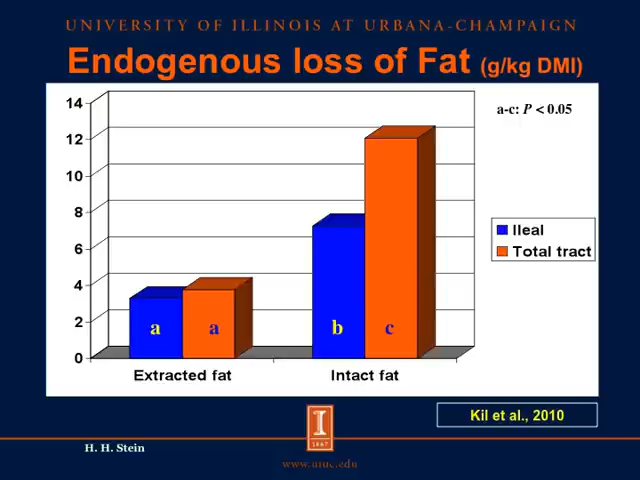 UNIVERSITY OF ILLINOIS AT URBANA-CHAMPAIGN
Endogenous loss of Fat (g/kg DMI)
a-c: P < 0.05
14
12
10
8
6
4
2
0
Ileal
Total tract
a
a
b
c
Extracted fat
Intact fat
Kil et al., 2010
I
1867
H. H. Stein
www.uiuc.edu